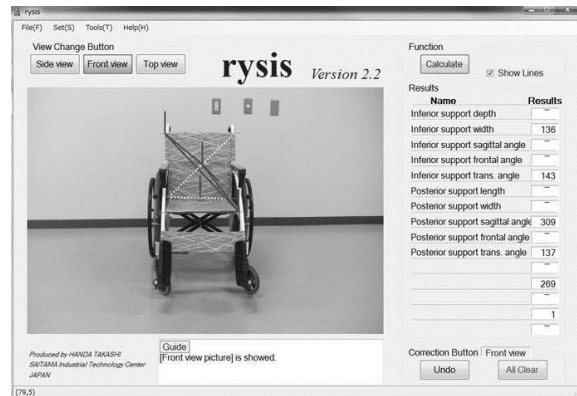 rysis
File(F) Set(S) Tools(T) Help(H)
View Change Button
Side view Front view Top view
rysis Version 2.2
Function
Calculate
Show Lines
Results
Name Results
Inferior support depth —
Inferior support width 136
Inferior support sagittal angle —
Inferior support frontal angle —
Inferior support trans. angle 143
Posterior support length —
Posterior support width —
Posterior support sagittal angle 309
Posterior support frontal angle —
Posterior support trans. angle 137
—
269
—
1
—
Produced by HANDA TAKASHI
SAITAMA Industrial Technology Center
JAPAN
Guide
[Front view picture] is showed.
Correction Button Front view
Undo All Clear
(79,5)